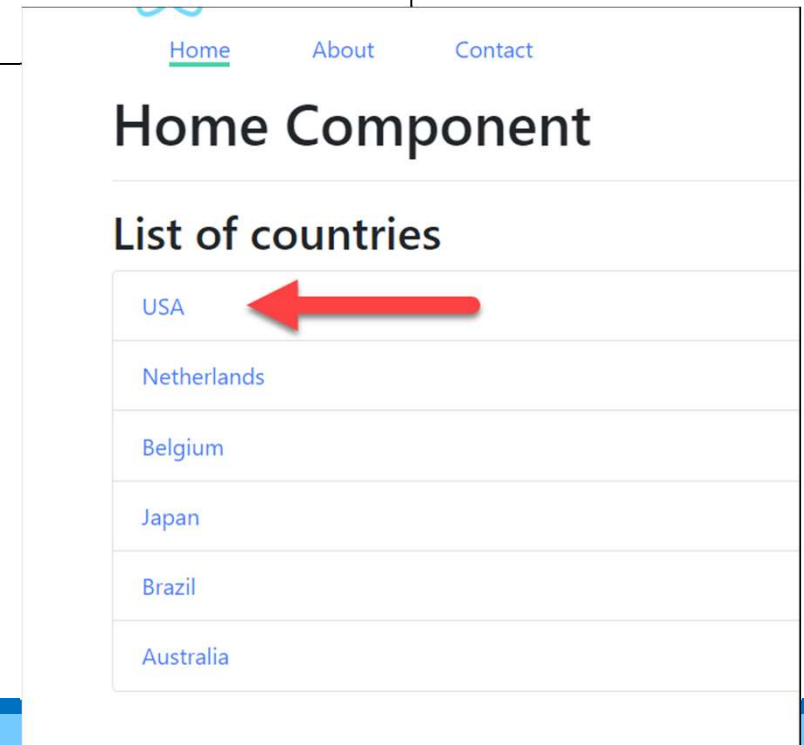 Home About Contact
Home Component
List of countries
USA
Netherlands
Belgium
Japan
Brazil
Australia